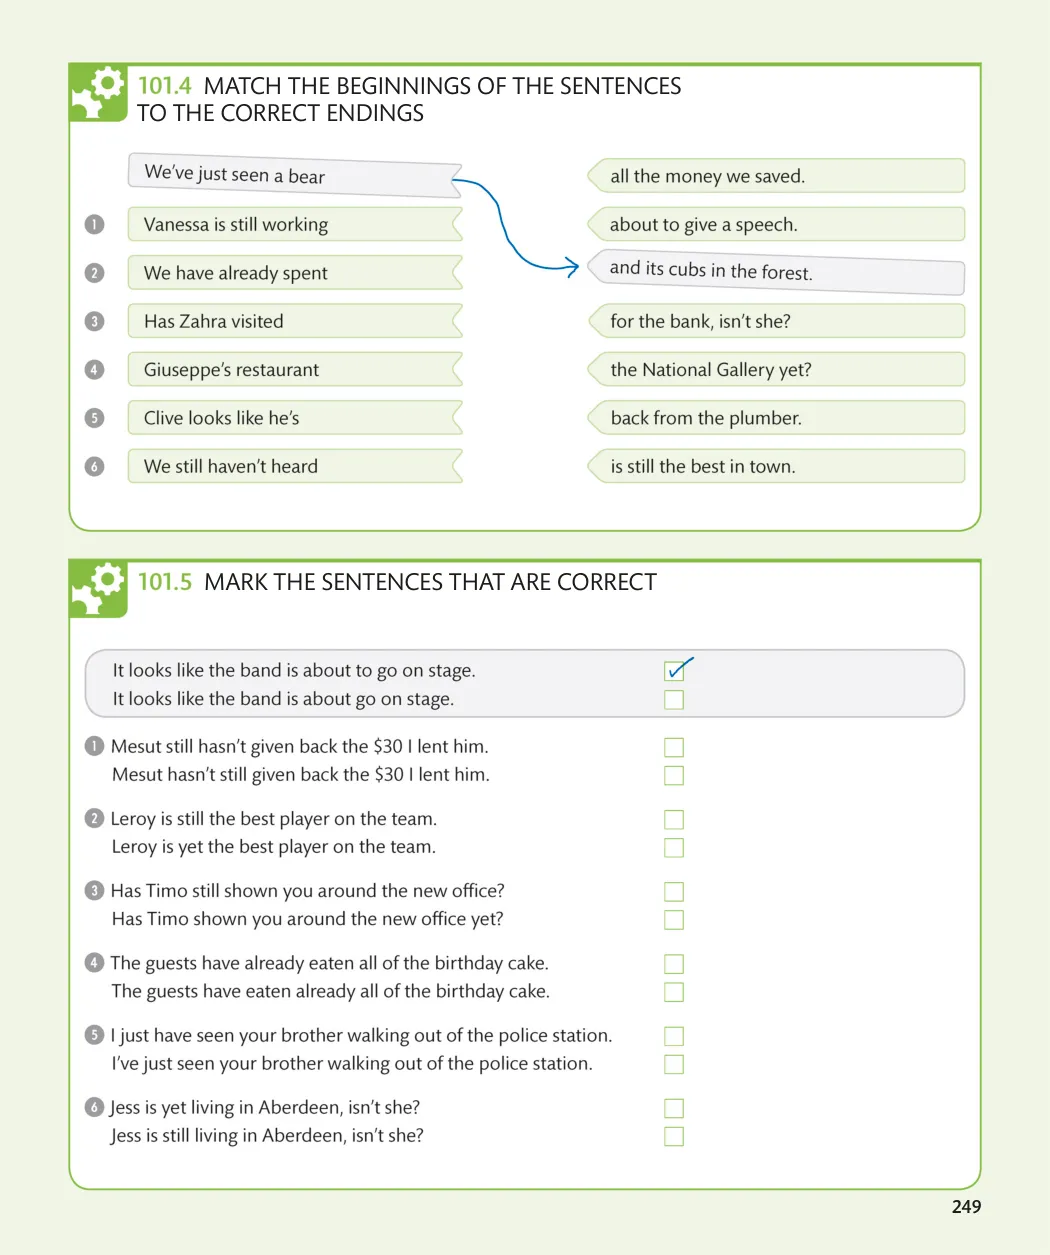 101.4 MATCH THE BEGINNINGS OF THE SENTENCES
TO THE CORRECT ENDINGS
We’ve just seen a bear
all the money we saved.
1 Vanessa is still working
about to give a speech.
2 We have already spent
and its cubs in the forest.
3 Has Zahra visited
for the bank, isn’t she?
4 Giuseppe’s restaurant
the National Gallery yet?
5 Clive looks like he’s
back from the plumber.
6 We still haven’t heard
is still the best in town.
101.5 MARK THE SENTENCES THAT ARE CORRECT
It looks like the band is about to go on stage.
It looks like the band is about go on stage.
1 Mesut still hasn’t given back the $30 I lent him.
Mesut hasn’t still given back the $30 I lent him.
2 Leroy is still the best player on the team.
Leroy is yet the best player on the team.
3 Has Timo still shown you around the new office?
Has Timo shown you around the new office yet?
4 The guests have already eaten all of the birthday cake.
The guests have eaten already all of the birthday cake.
5 I just have seen your brother walking out of the police station.
I’ve just seen your brother walking out of the police station.
6 Jess is yet living in Aberdeen, isn’t she?
Jess is still living in Aberdeen, isn’t she?
249